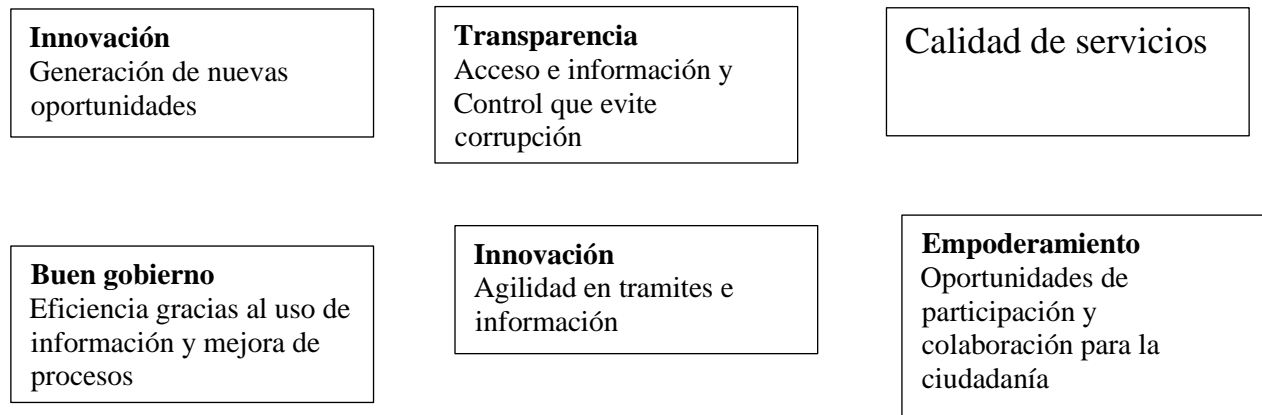 Innovación
Generación de nuevas
oportunidades
Transparencia
Acceso e información y
Control que evite
corrupción
Calidad de servicios
Buen gobierno
Eficiencia gracias al uso de
información y mejora de
procesos
Innovación
Agilidad en tramites e
información
Empoderamiento
Oportunidades de
participación y
colaboración para la
ciudadanía